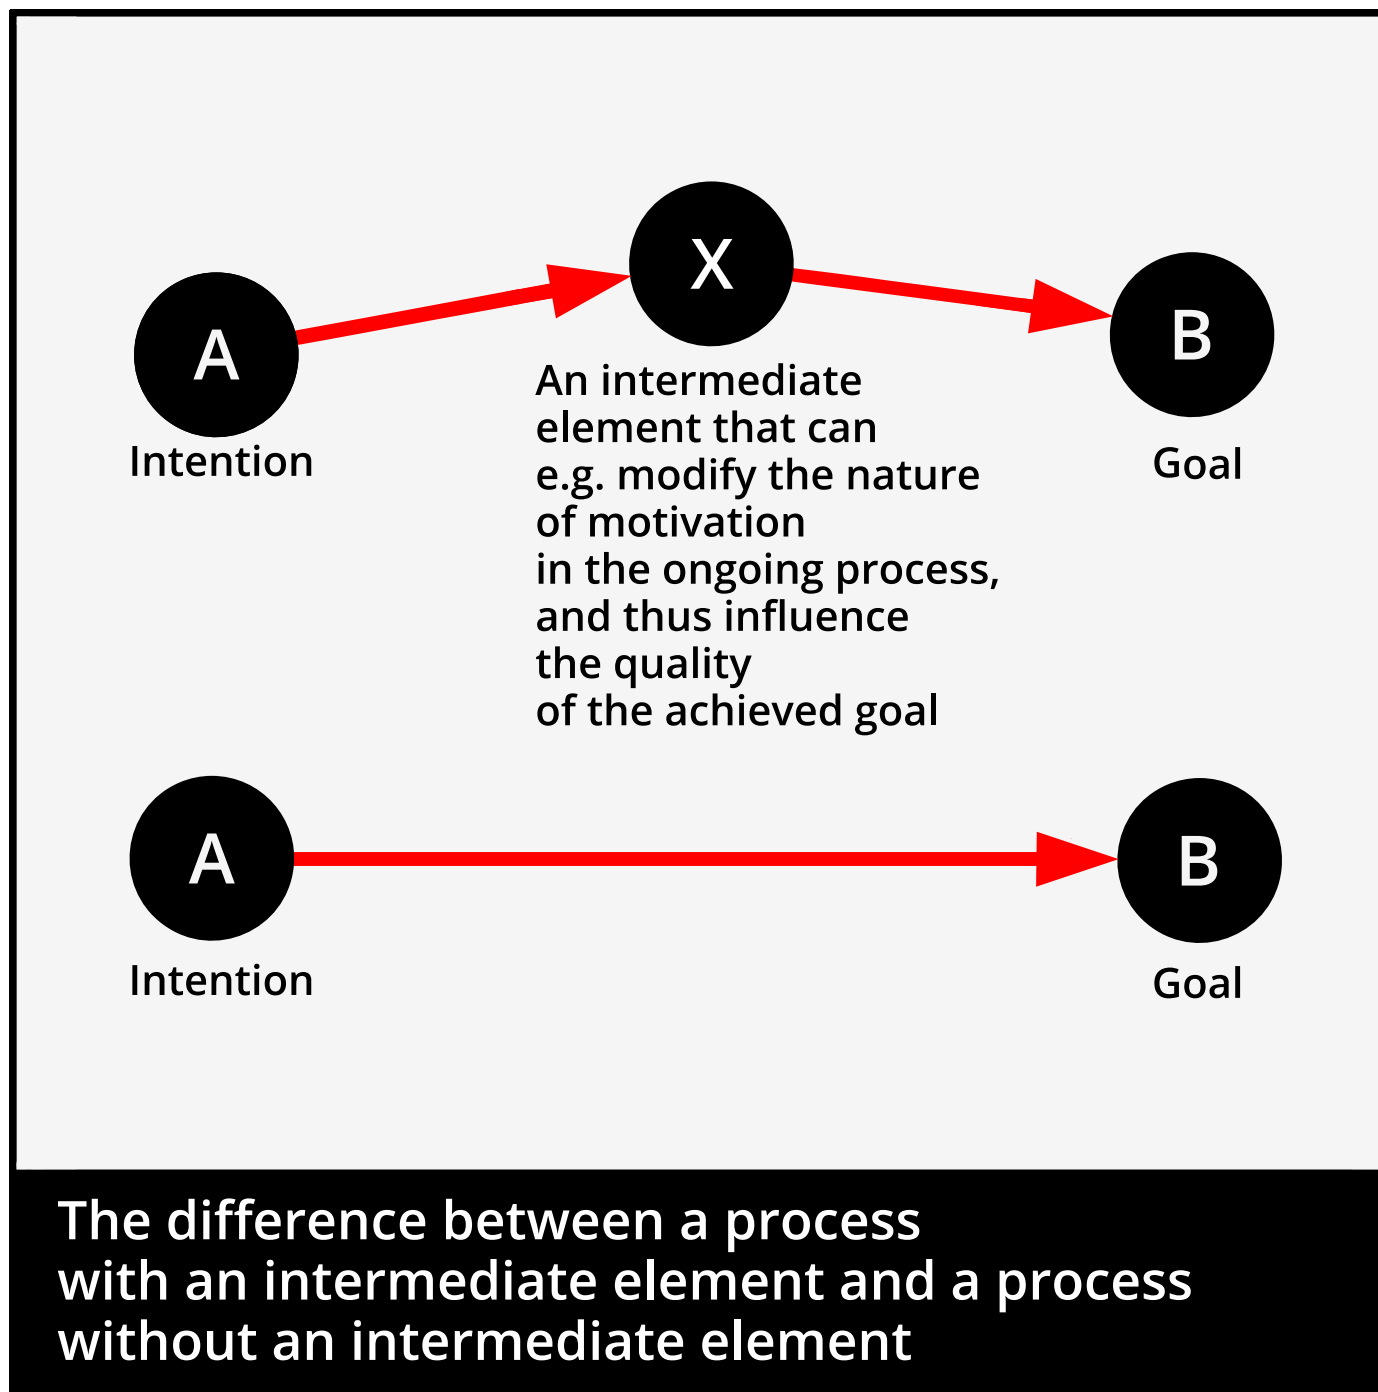 A
X
B
Intention
An intermediate
element that can
e.g. modify the nature
of motivation
in the ongoing process,
and thus influence
the quality
of the achieved goal
Goal
A
B
Intention
Goal
The difference between a process
with an intermediate element and a process
without an intermediate element